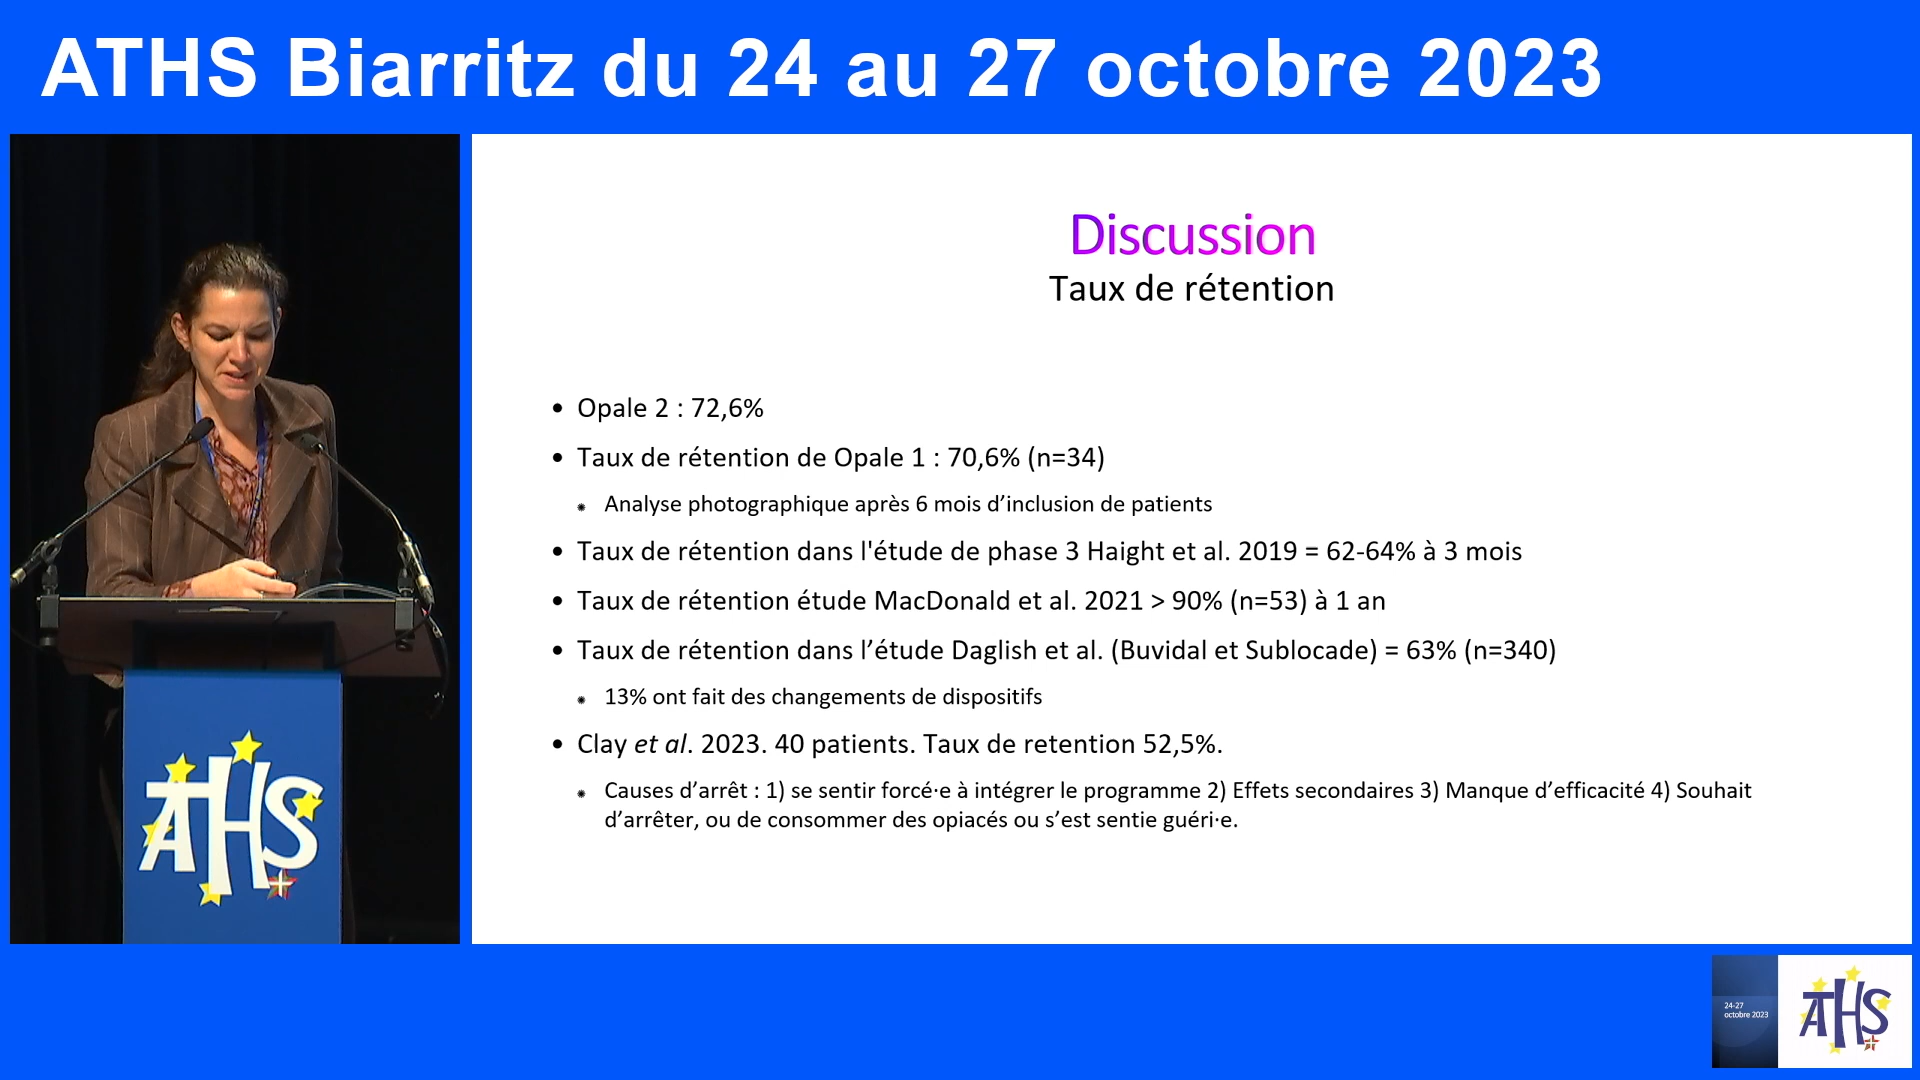 ATHS Biarritz du 24 au 27 octobre 2023
Discussion
Taux de rétention
• Opale 2 : 72,6%
• Taux de rétention de Opale 1 : 70,6% (n=34)
Analyse photographique après 6 mois d’inclusion de patients
• Taux de rétention dans l'étude de phase 3 Haight et al. 2019 = 62-64% à 3 mois
• Taux de rétention étude MacDonald et al. 2021 > 90% (n=53) à 1 an
• Taux de rétention dans l’étude Daglish et al. (Buvidal et Sublocade) = 63% (n=340)
13% ont fait des changements de dispositifs
• Clay et al. 2023. 40 patients. Taux de retention 52,5%.
Causes d’arrêt : 1) se sentir forcé·e à intégrer le programme 2) Effets secondaires 3) Manque d’efficacité 4) Souhait
d’arrêter, ou de consommer des opiacés ou s’est sentie guéri·e.
ATHS
24-27
octobre 2023
ATHS